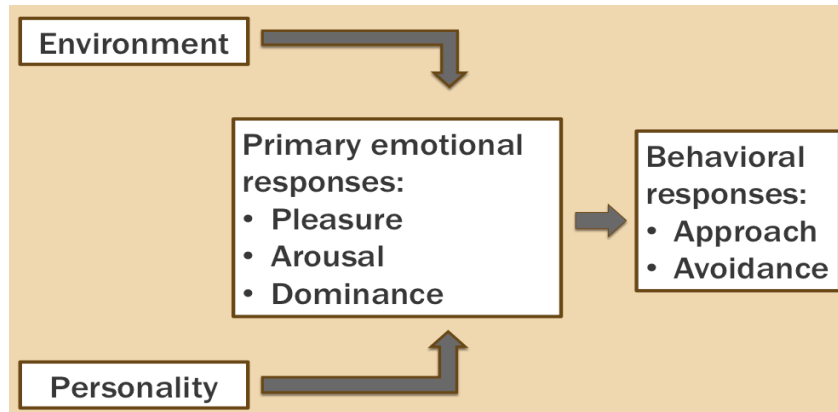 Environment
Primary emotional
responses:
• Pleasure
• Arousal
• Dominance
Behavioral
responses:
• Approach
• Avoidance
Personality